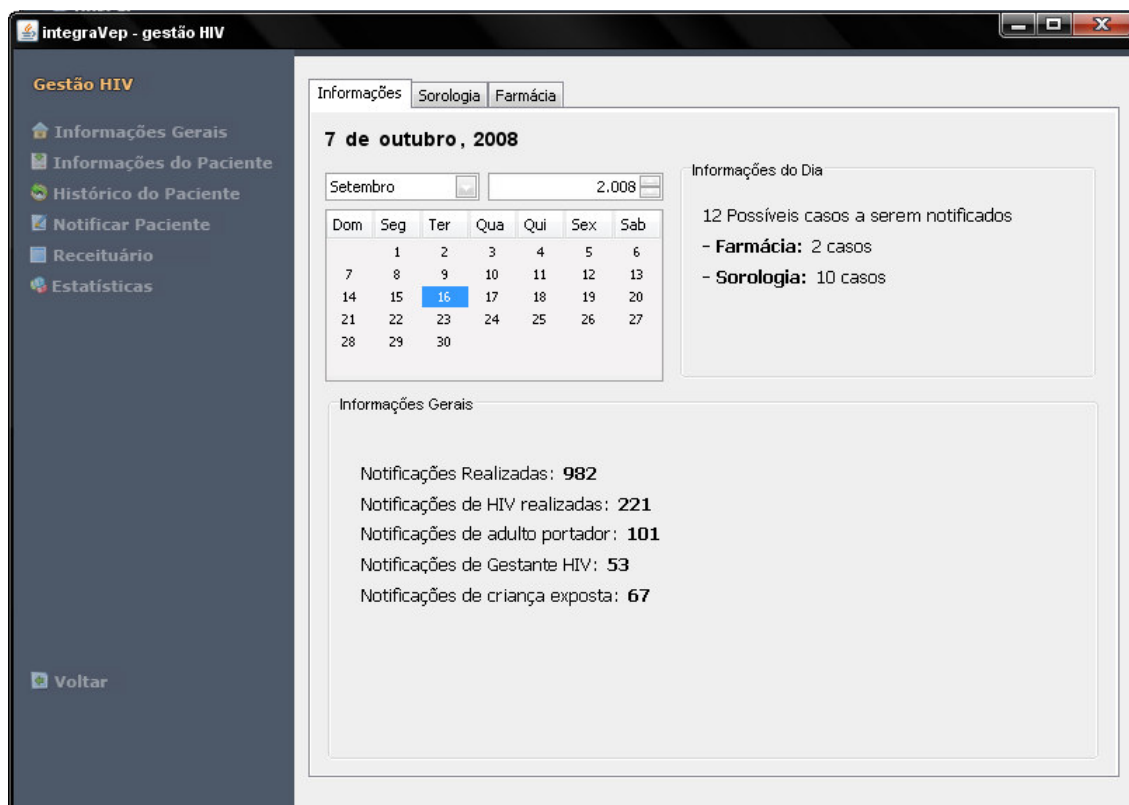 integraVep - gestão HIV
Gestão HIV
Informações Gerais
Informações do Paciente
Histórico do Paciente
Notificar Paciente
Receituário
Estatísticas
Voltar
Informações Sorologia Farmácia
7 de outubro, 2008
Setembro 2.008
Dom Seg Ter Qua Qui Sex Sab
1 2 3 4 5 6
7 8 9 10 11 12 13
14 15 16 17 18 19 20
21 22 23 24 25 26 27
28 29 30
Informações do Dia
12 Possíveis casos a serem notificados
- Farmácia: 2 casos
- Sorologia: 10 casos
Informações Gerais
Notificações Realizadas: 982
Notificações de HIV realizadas: 221
Notificações de adulto portador: 101
Notificações de Gestante HIV: 53
Notificações de criança exposta: 67